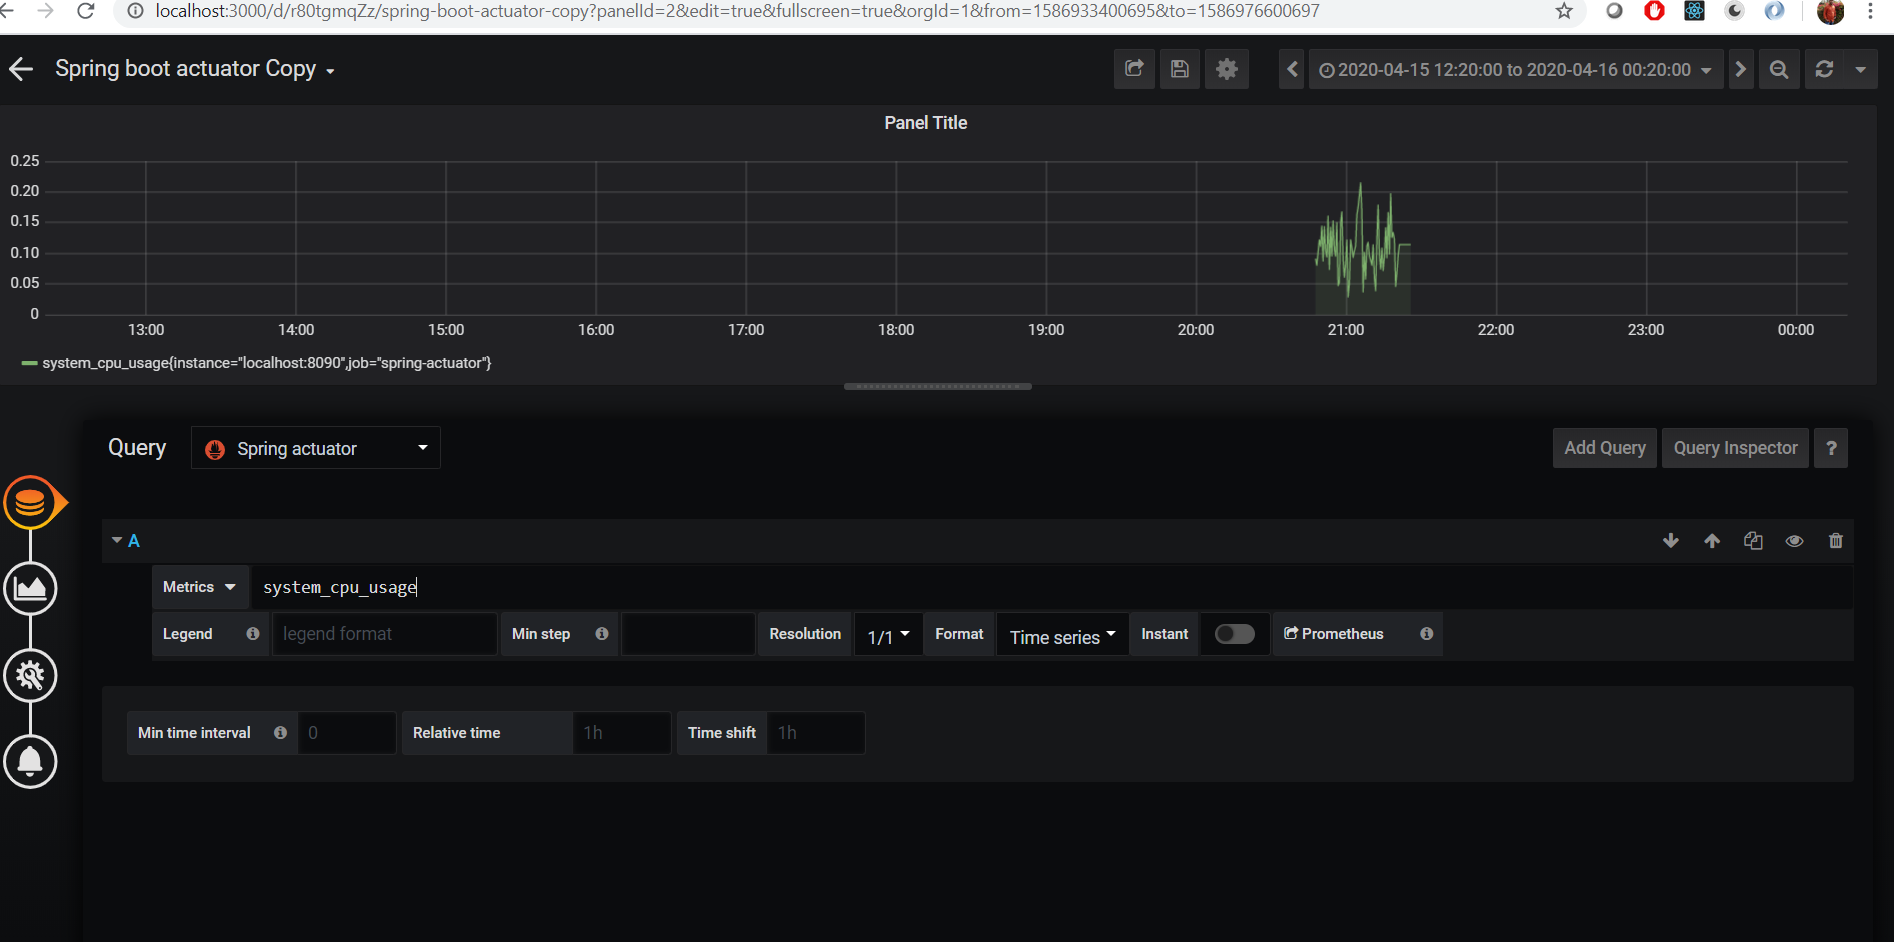 localhost:3000/d/r80tgmqZz/spring-boot-actuator-copy?panelId=2&edit=true&fullscreen=true&orgId=1&from=1586933400695&to=1586976600697
Spring boot actuator Copy
2020-04-15 12:20:00 to 2020-04-16 00:20:00
Panel Title
0.25
0.20
0.15
0.10
0.05
0
13:00 14:00 15:00 16:00 17:00 18:00 19:00 20:00 21:00 22:00 23:00 00:00
system_cpu_usage{instance="localhost:8090",job="spring-actuator"}
Query Spring actuator Add Query Query Inspector ?
A
Metrics system_cpu_usage
Legend legend format Min step Resolution 1/1 Format Time series Instant Prometheus
Min time interval 0 Relative time 1h Time shift 1h